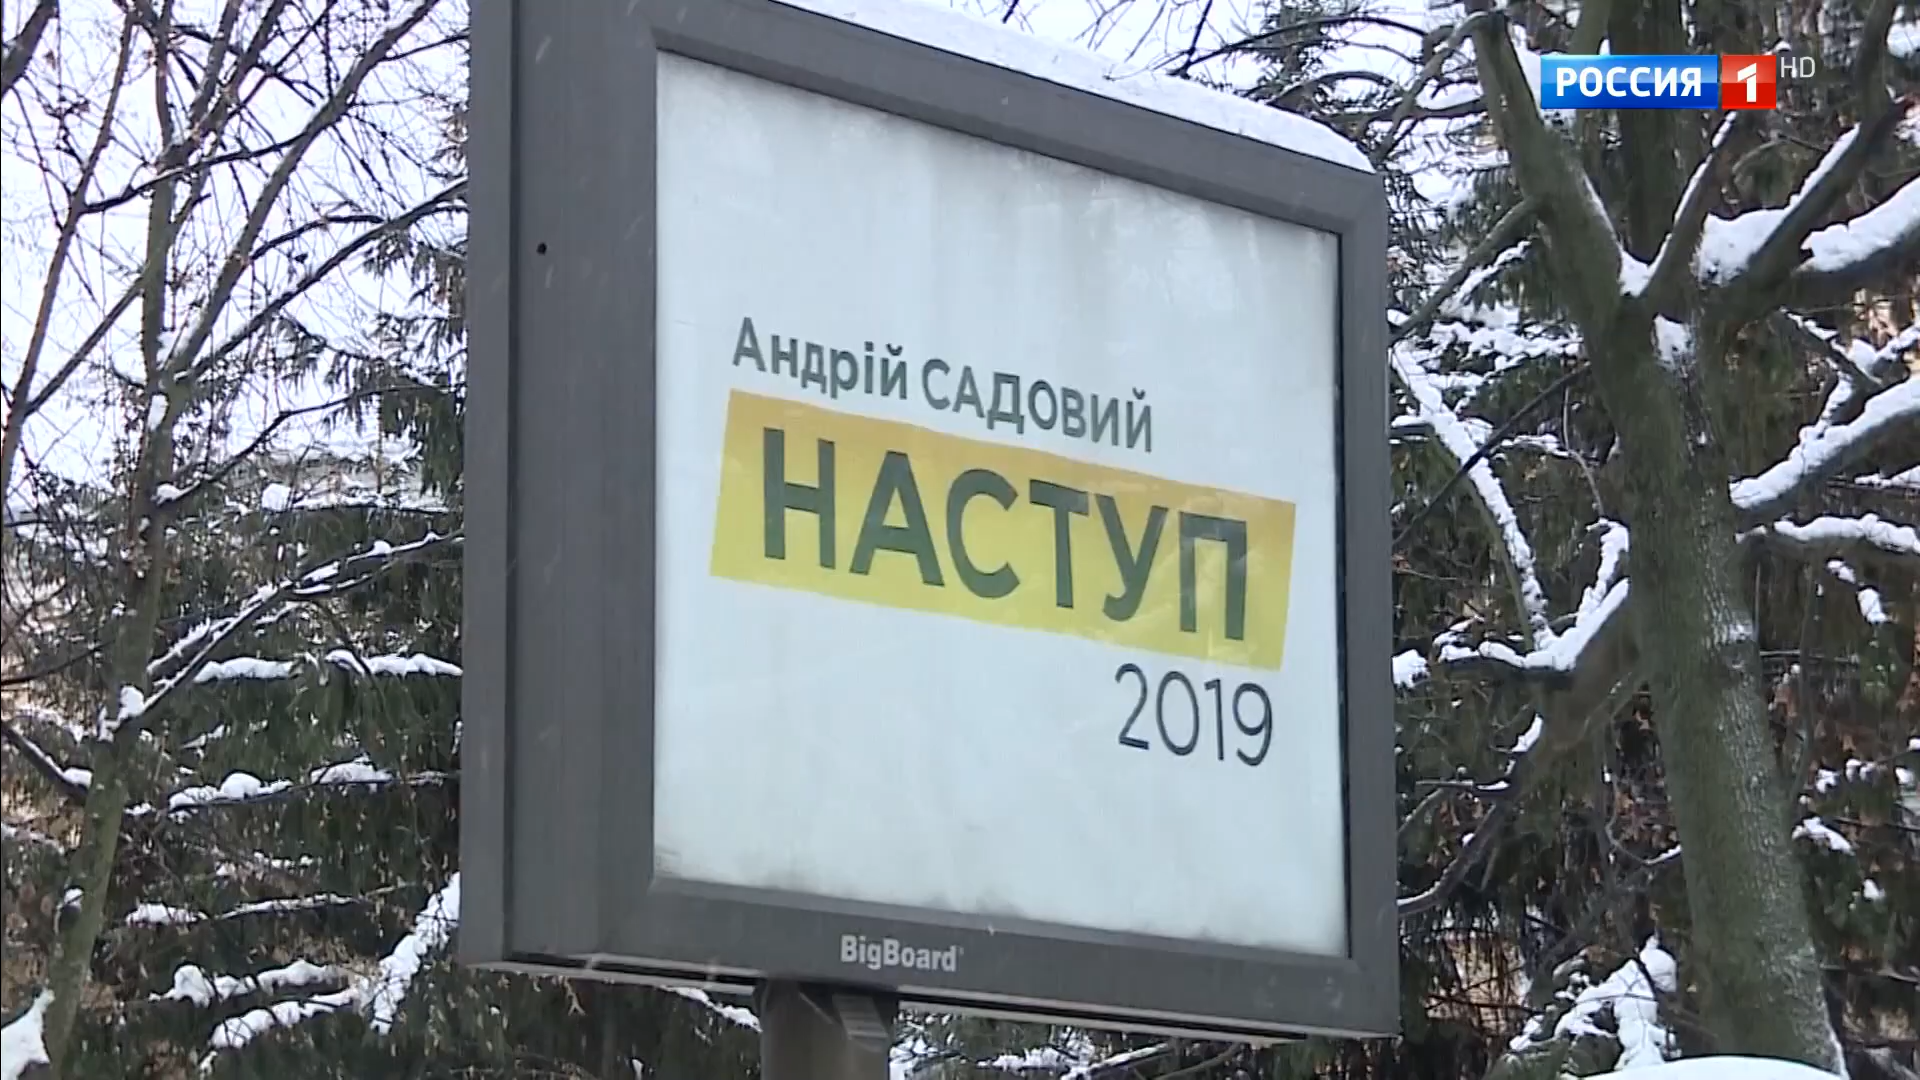 РОССИЯ 1 HD
Андрій САДОВИЙ
НАСТУП
2019
BigBoard